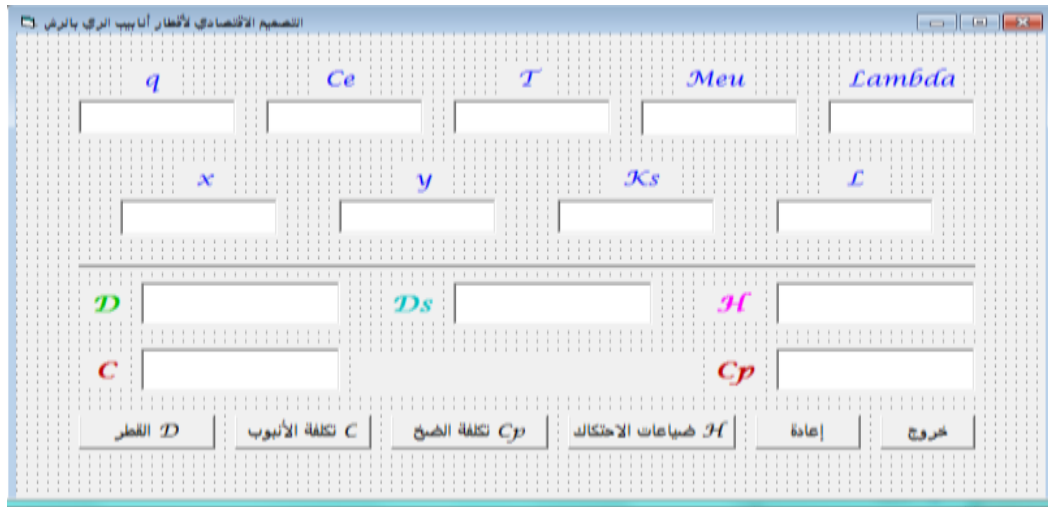 التصميم الاقتصادي لأقطار أنابيب الري بالرش
q Ce T Meu Lambda
x y Ks L
D Ds H
C Cp
D القطر C تكلفة الأنبوب Cp تكلفة الضخ H ضياعات الاحتكاك إعادة خروج